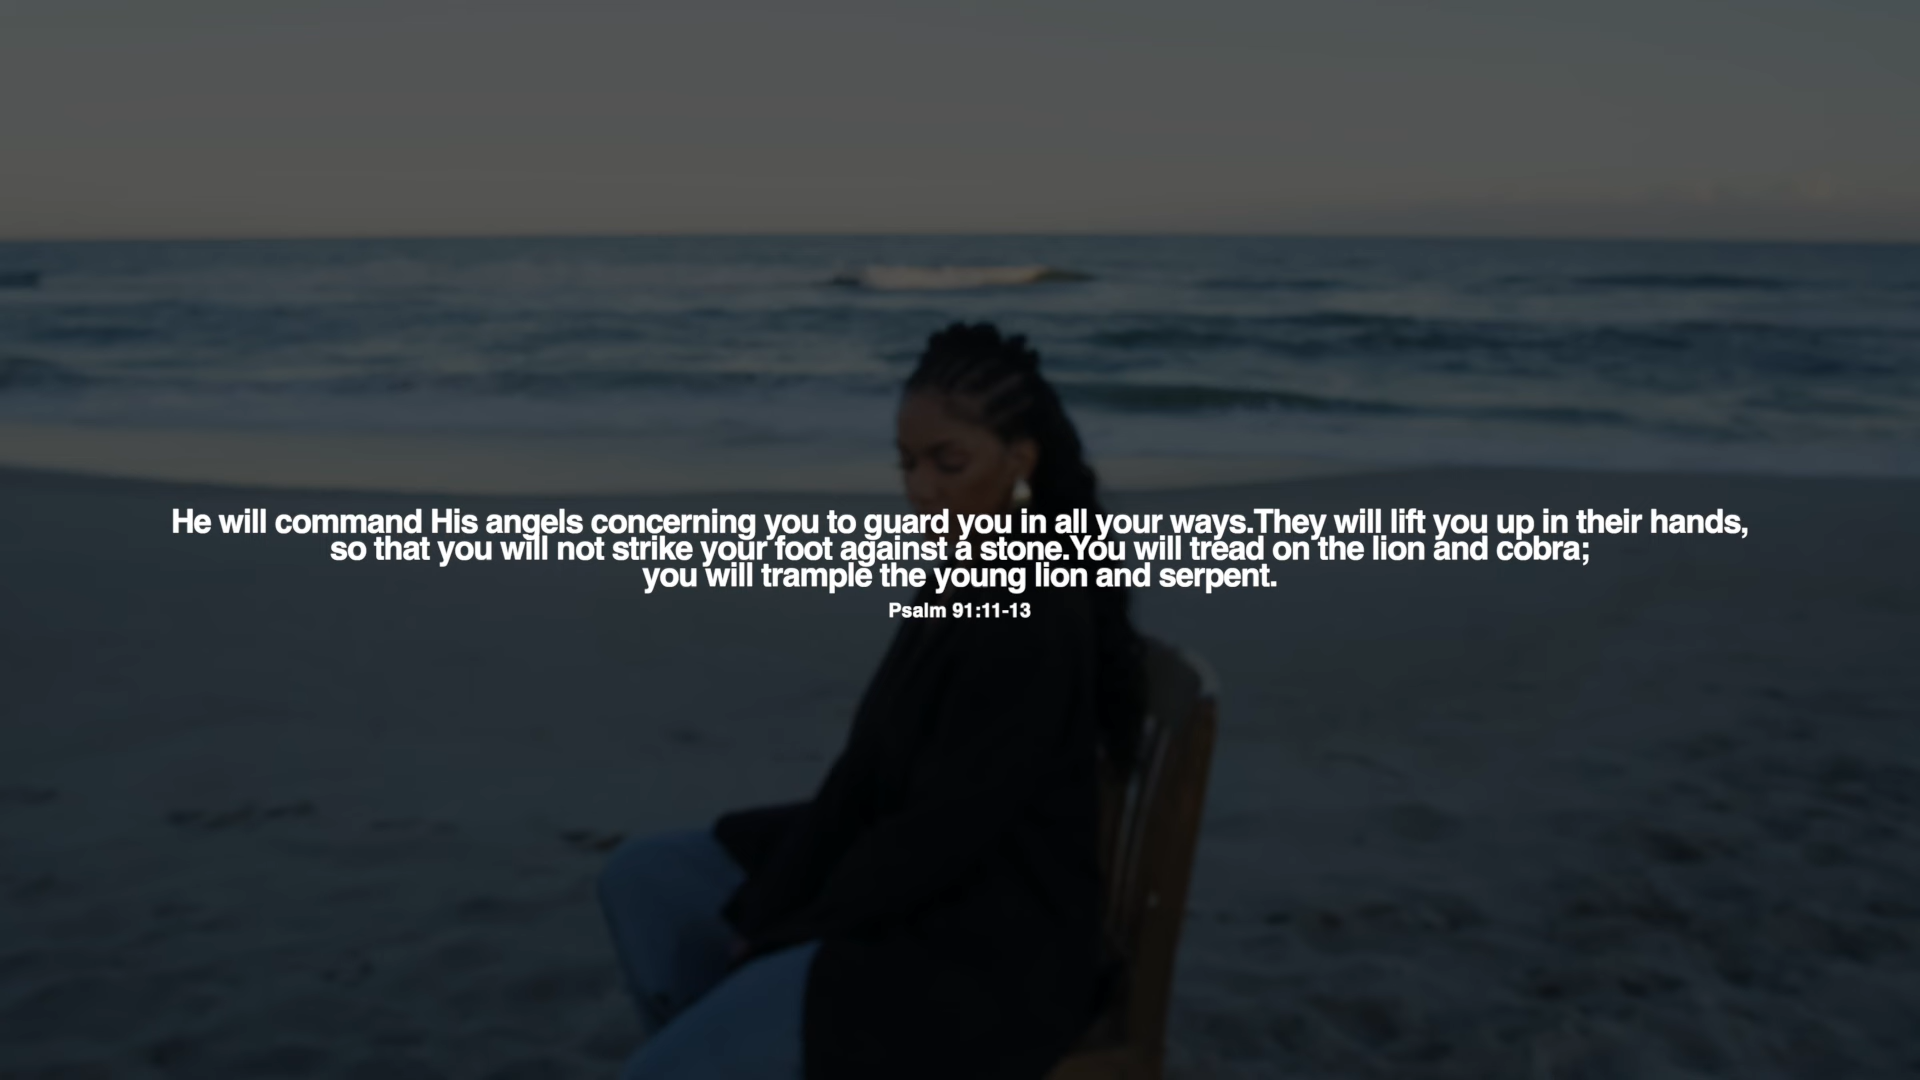 He will command His angels concerning you to guard you in all your ways.They will lift you up in their hands,
so that you will not strike your foot against a stone.You will tread on the lion and cobra;
you will trample the young lion and serpent.
Psalm 91:11-13